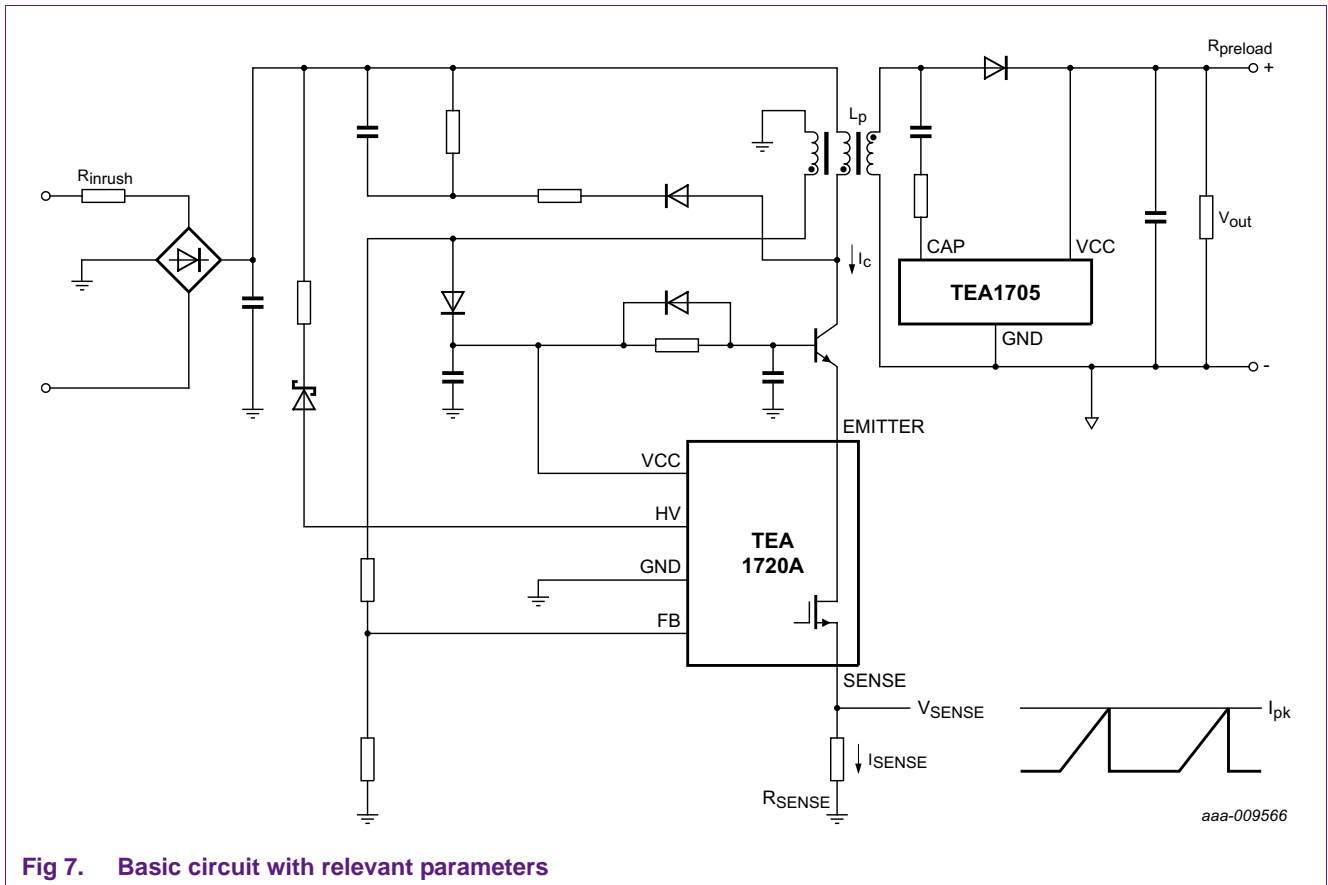 Rpreload
+
Lp
Rinrush
Vout
CAP
VCC
Ic
TEA1705
GND
-
EMITTER
VCC
HV
TEA
1720A
GND
FB
SENSE
VSENSE
Ipk
ISENSE
RSENSE
aaa-009566
Fig 7. Basic circuit with relevant parameters